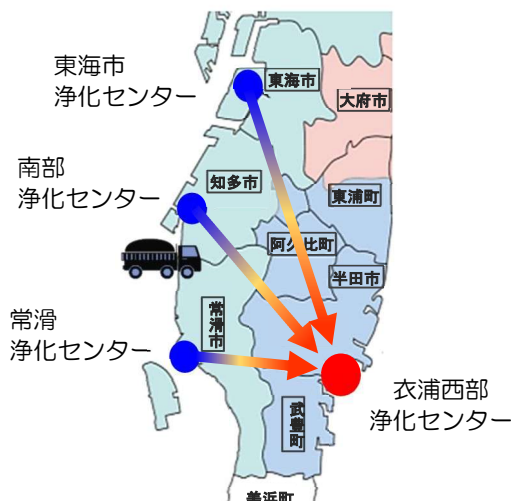 東海市
浄化センター
東海市
大府市
南部
浄化センター
知多市
東浦町
阿久比町
半田市
常滑
浄化センター
常滑市
武豊町
衣浦西部
浄化センター
美浜町